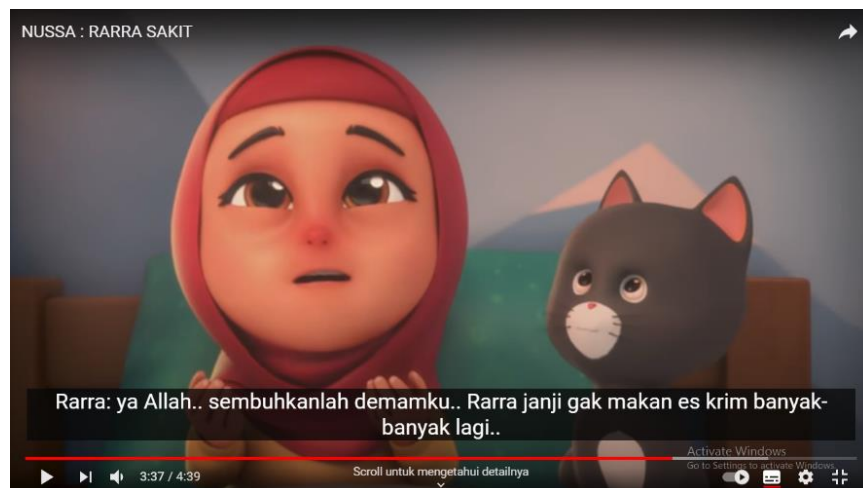 NUSSA : RARRA SAKIT
Rarra: ya Allah.. sembuhkanlah demamku.. Rarra janji gak makan es krim banyak-
banyak lagi..
Activate Windows
Go to Settings to activate Windows.
3:37 / 4:39
Scroll untuk mengetahui detailnya